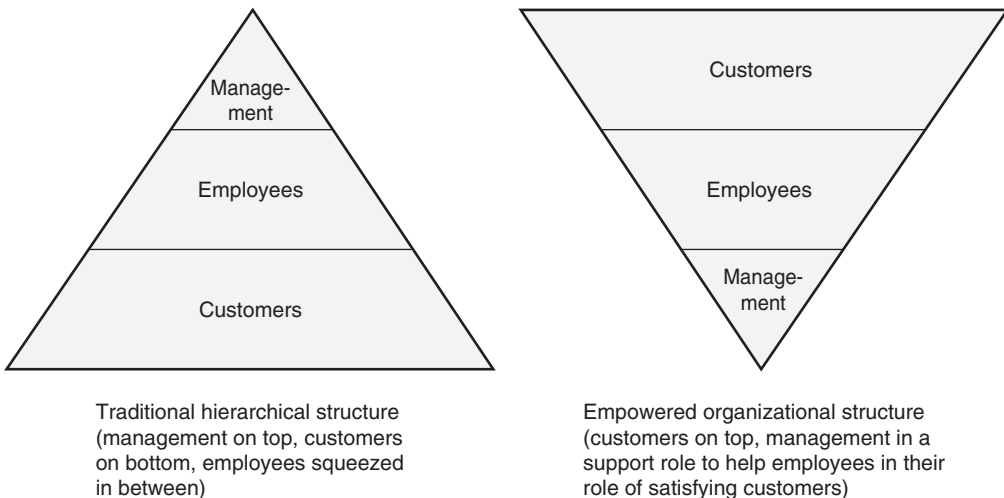 Manage-
ment
Employees
Customers
Traditional hierarchical structure
(management on top, customers
on bottom, employees squeezed
in between)
Customers
Employees
Manage-
ment
Empowered organizational structure
(customers on top, management in a
support role to help employees in their
role of satisfying customers)